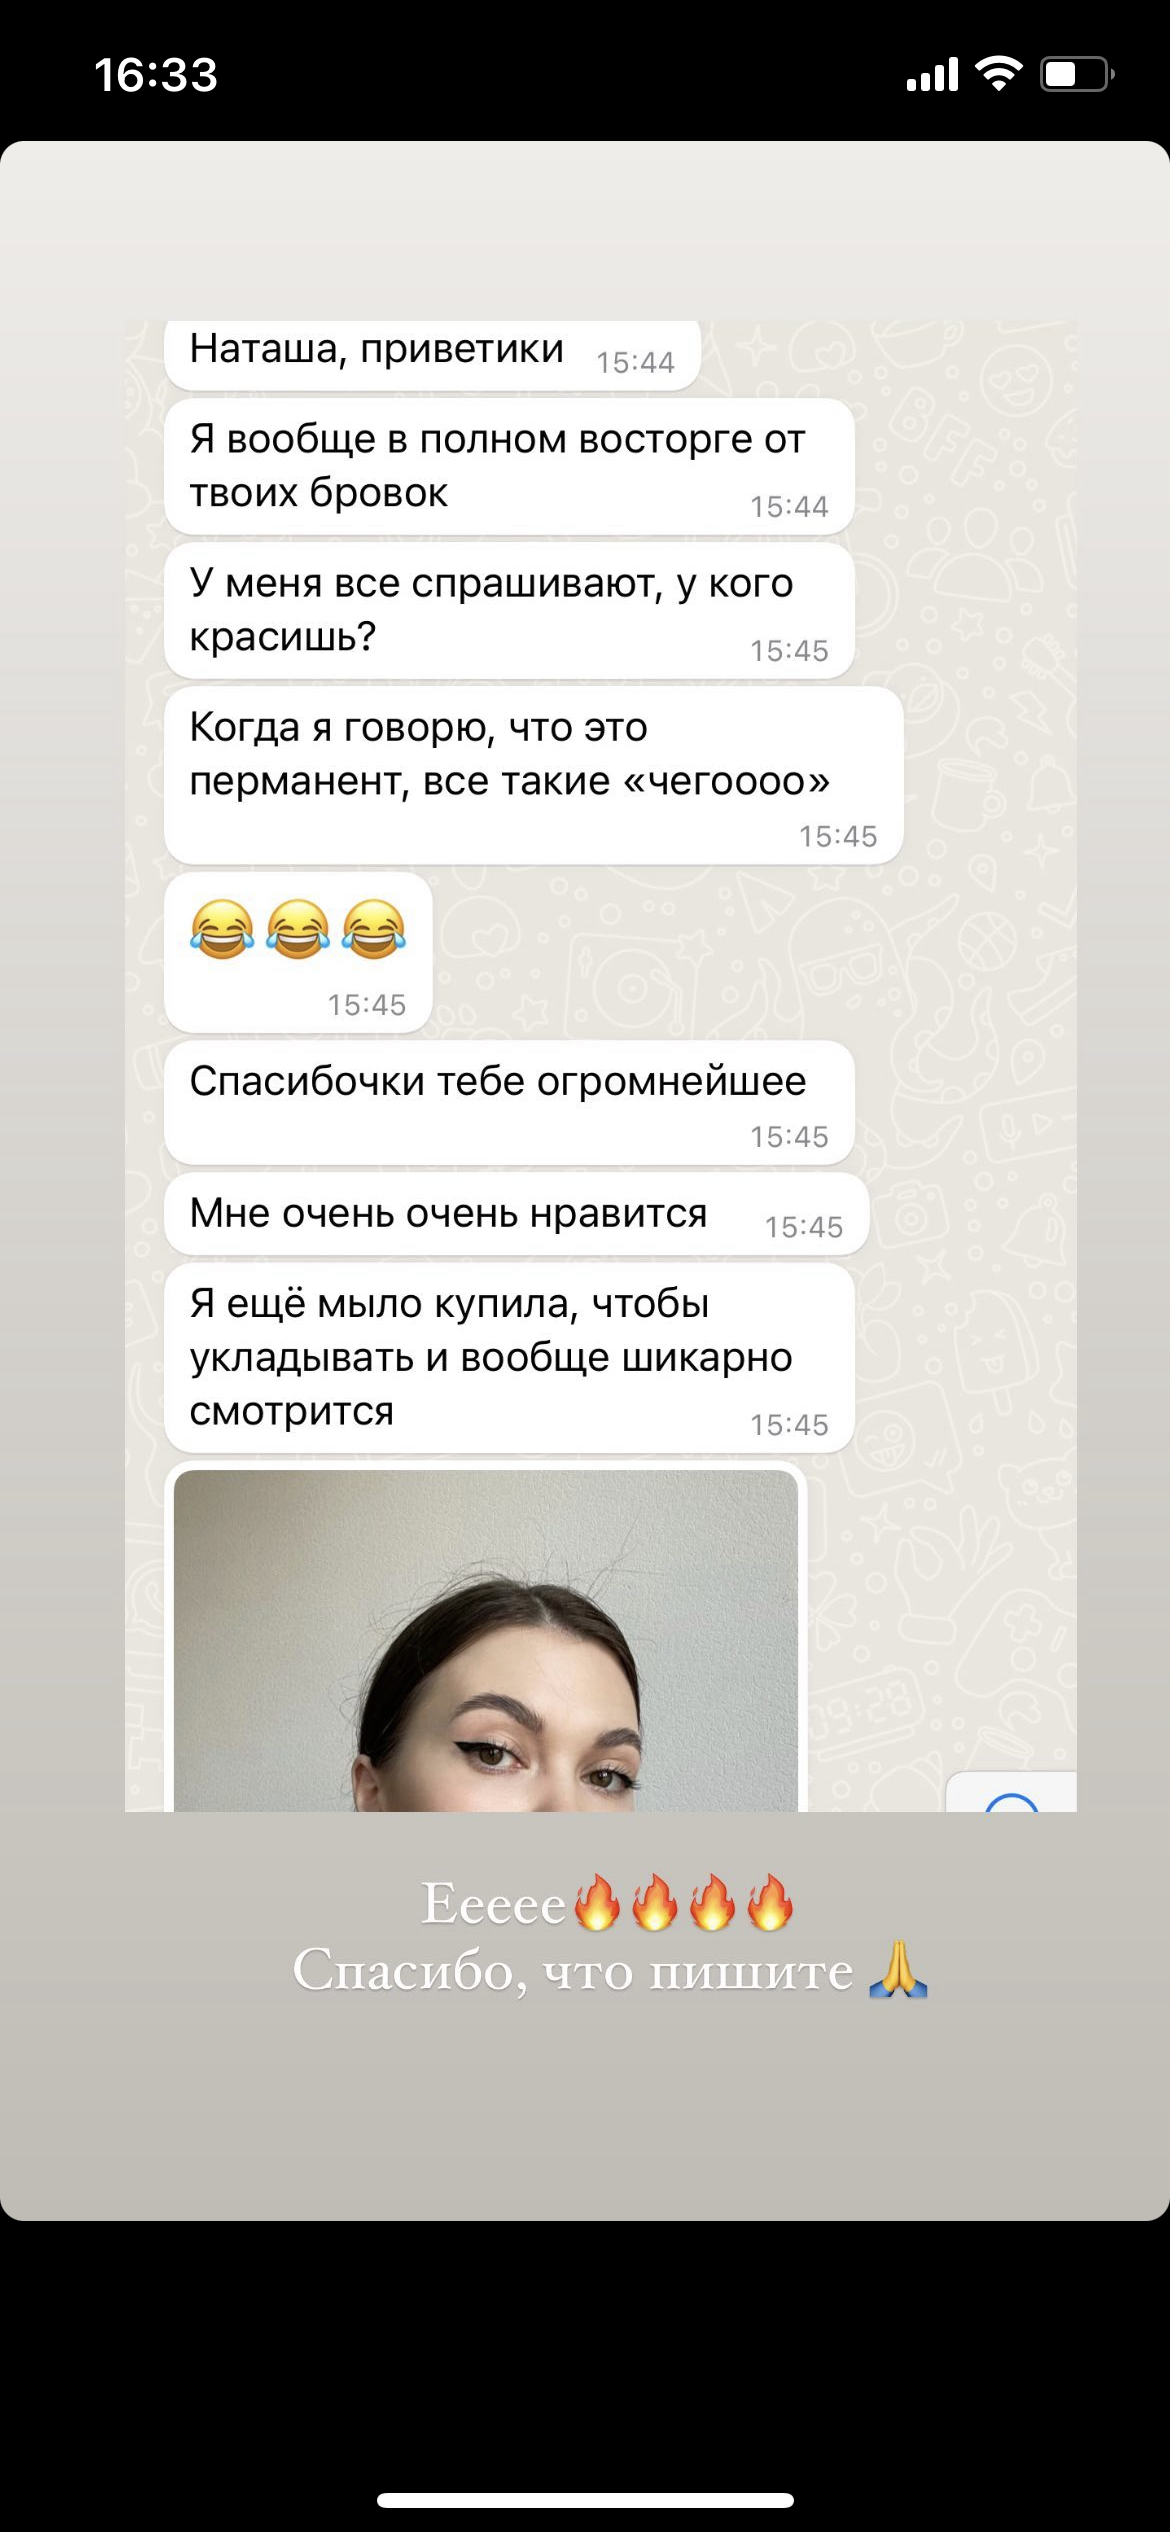 16:33
Наташа, приветики 15:44
Я вообще в полном восторге от
твоих бровок 15:44
У меня все спрашивают, у кого
красишь? 15:45
Когда я говорю, что это
перманент, все такие «чегоооо»
15:45
😂😂😂
15:45
Спасибочки тебе огромнейшее
15:45
Мне очень очень нравится 15:45
Я ещё мыло купила, чтобы
укладывать и вообще шикарно
смотрится 15:45
Еееее🔥🔥🔥🔥
Спасибо, что пишите 🙏